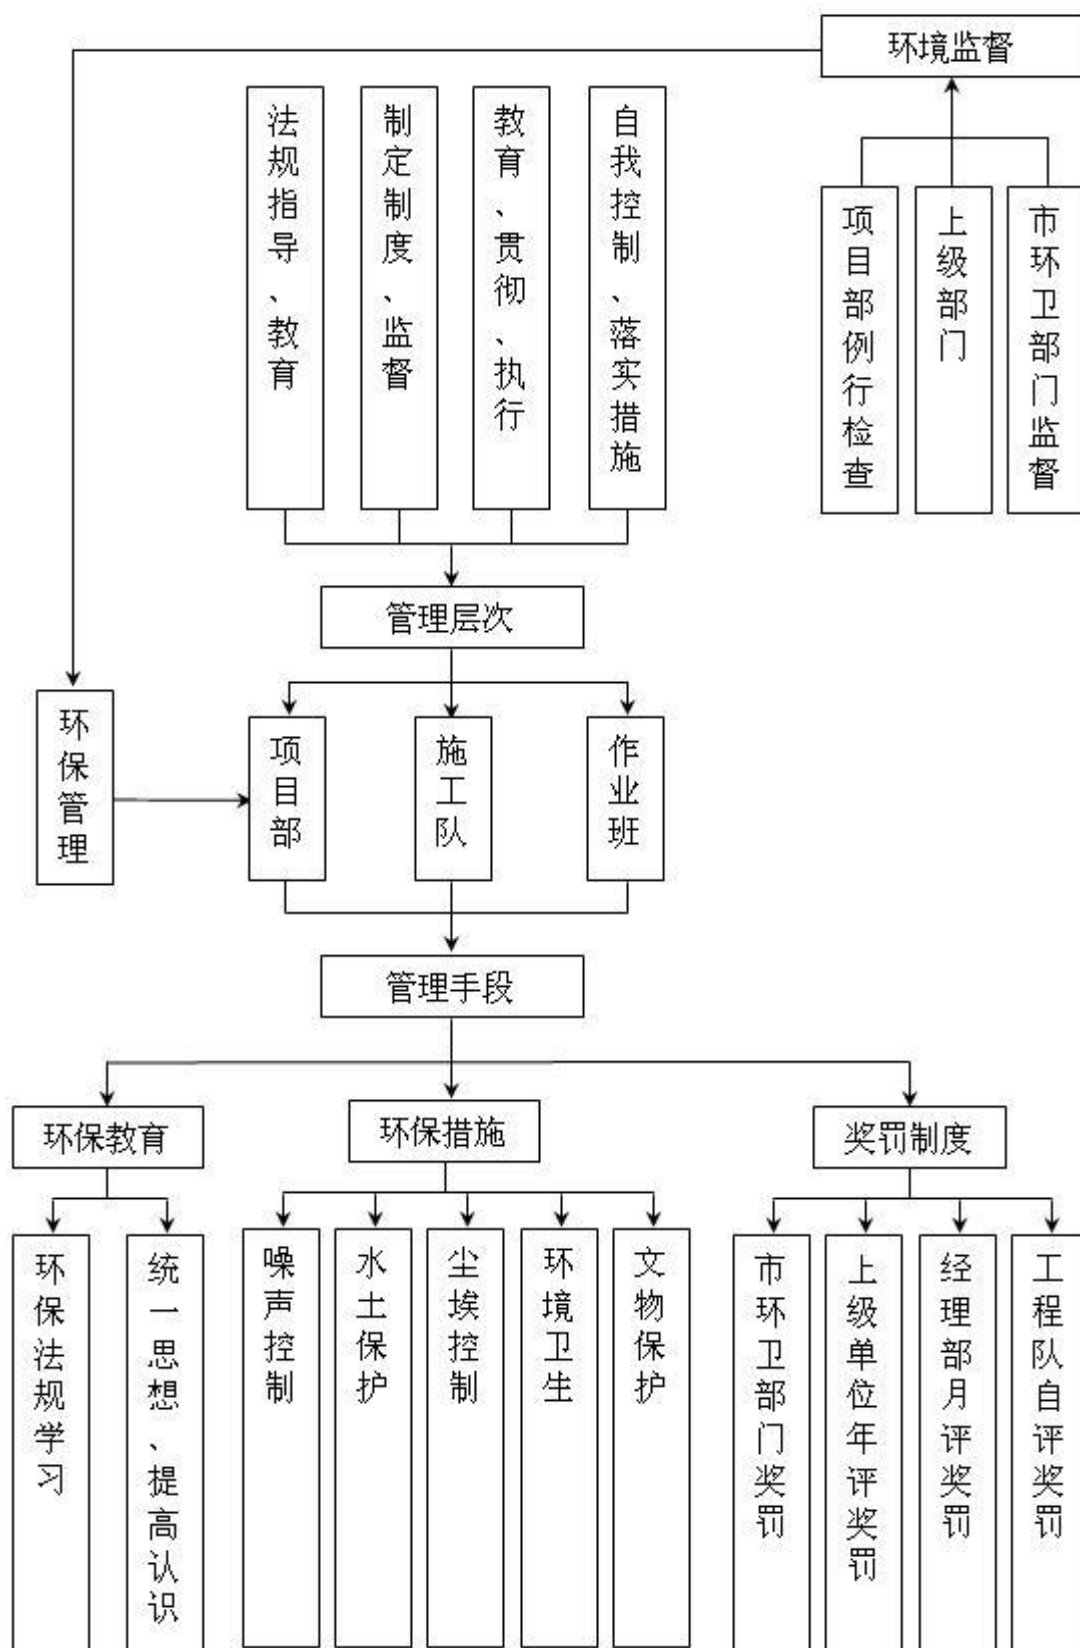 环境监督
法规指导、教育
制定制度、监督
教育、贯彻、执行
自我控制、落实措施
项目部例行检查
上级部门
市环卫部门监督
管理层次
环保管理
项目部
施工队
作业班
管理手段
环保教育
环保措施
奖罚制度
环保法规学习
统一思想、提高认识
噪声控制
水土保护
尘埃控制
环境卫生
文物保护
市环卫部门奖罚
上级单位年评奖罚
经理部月评奖罚
工程队自评奖罚